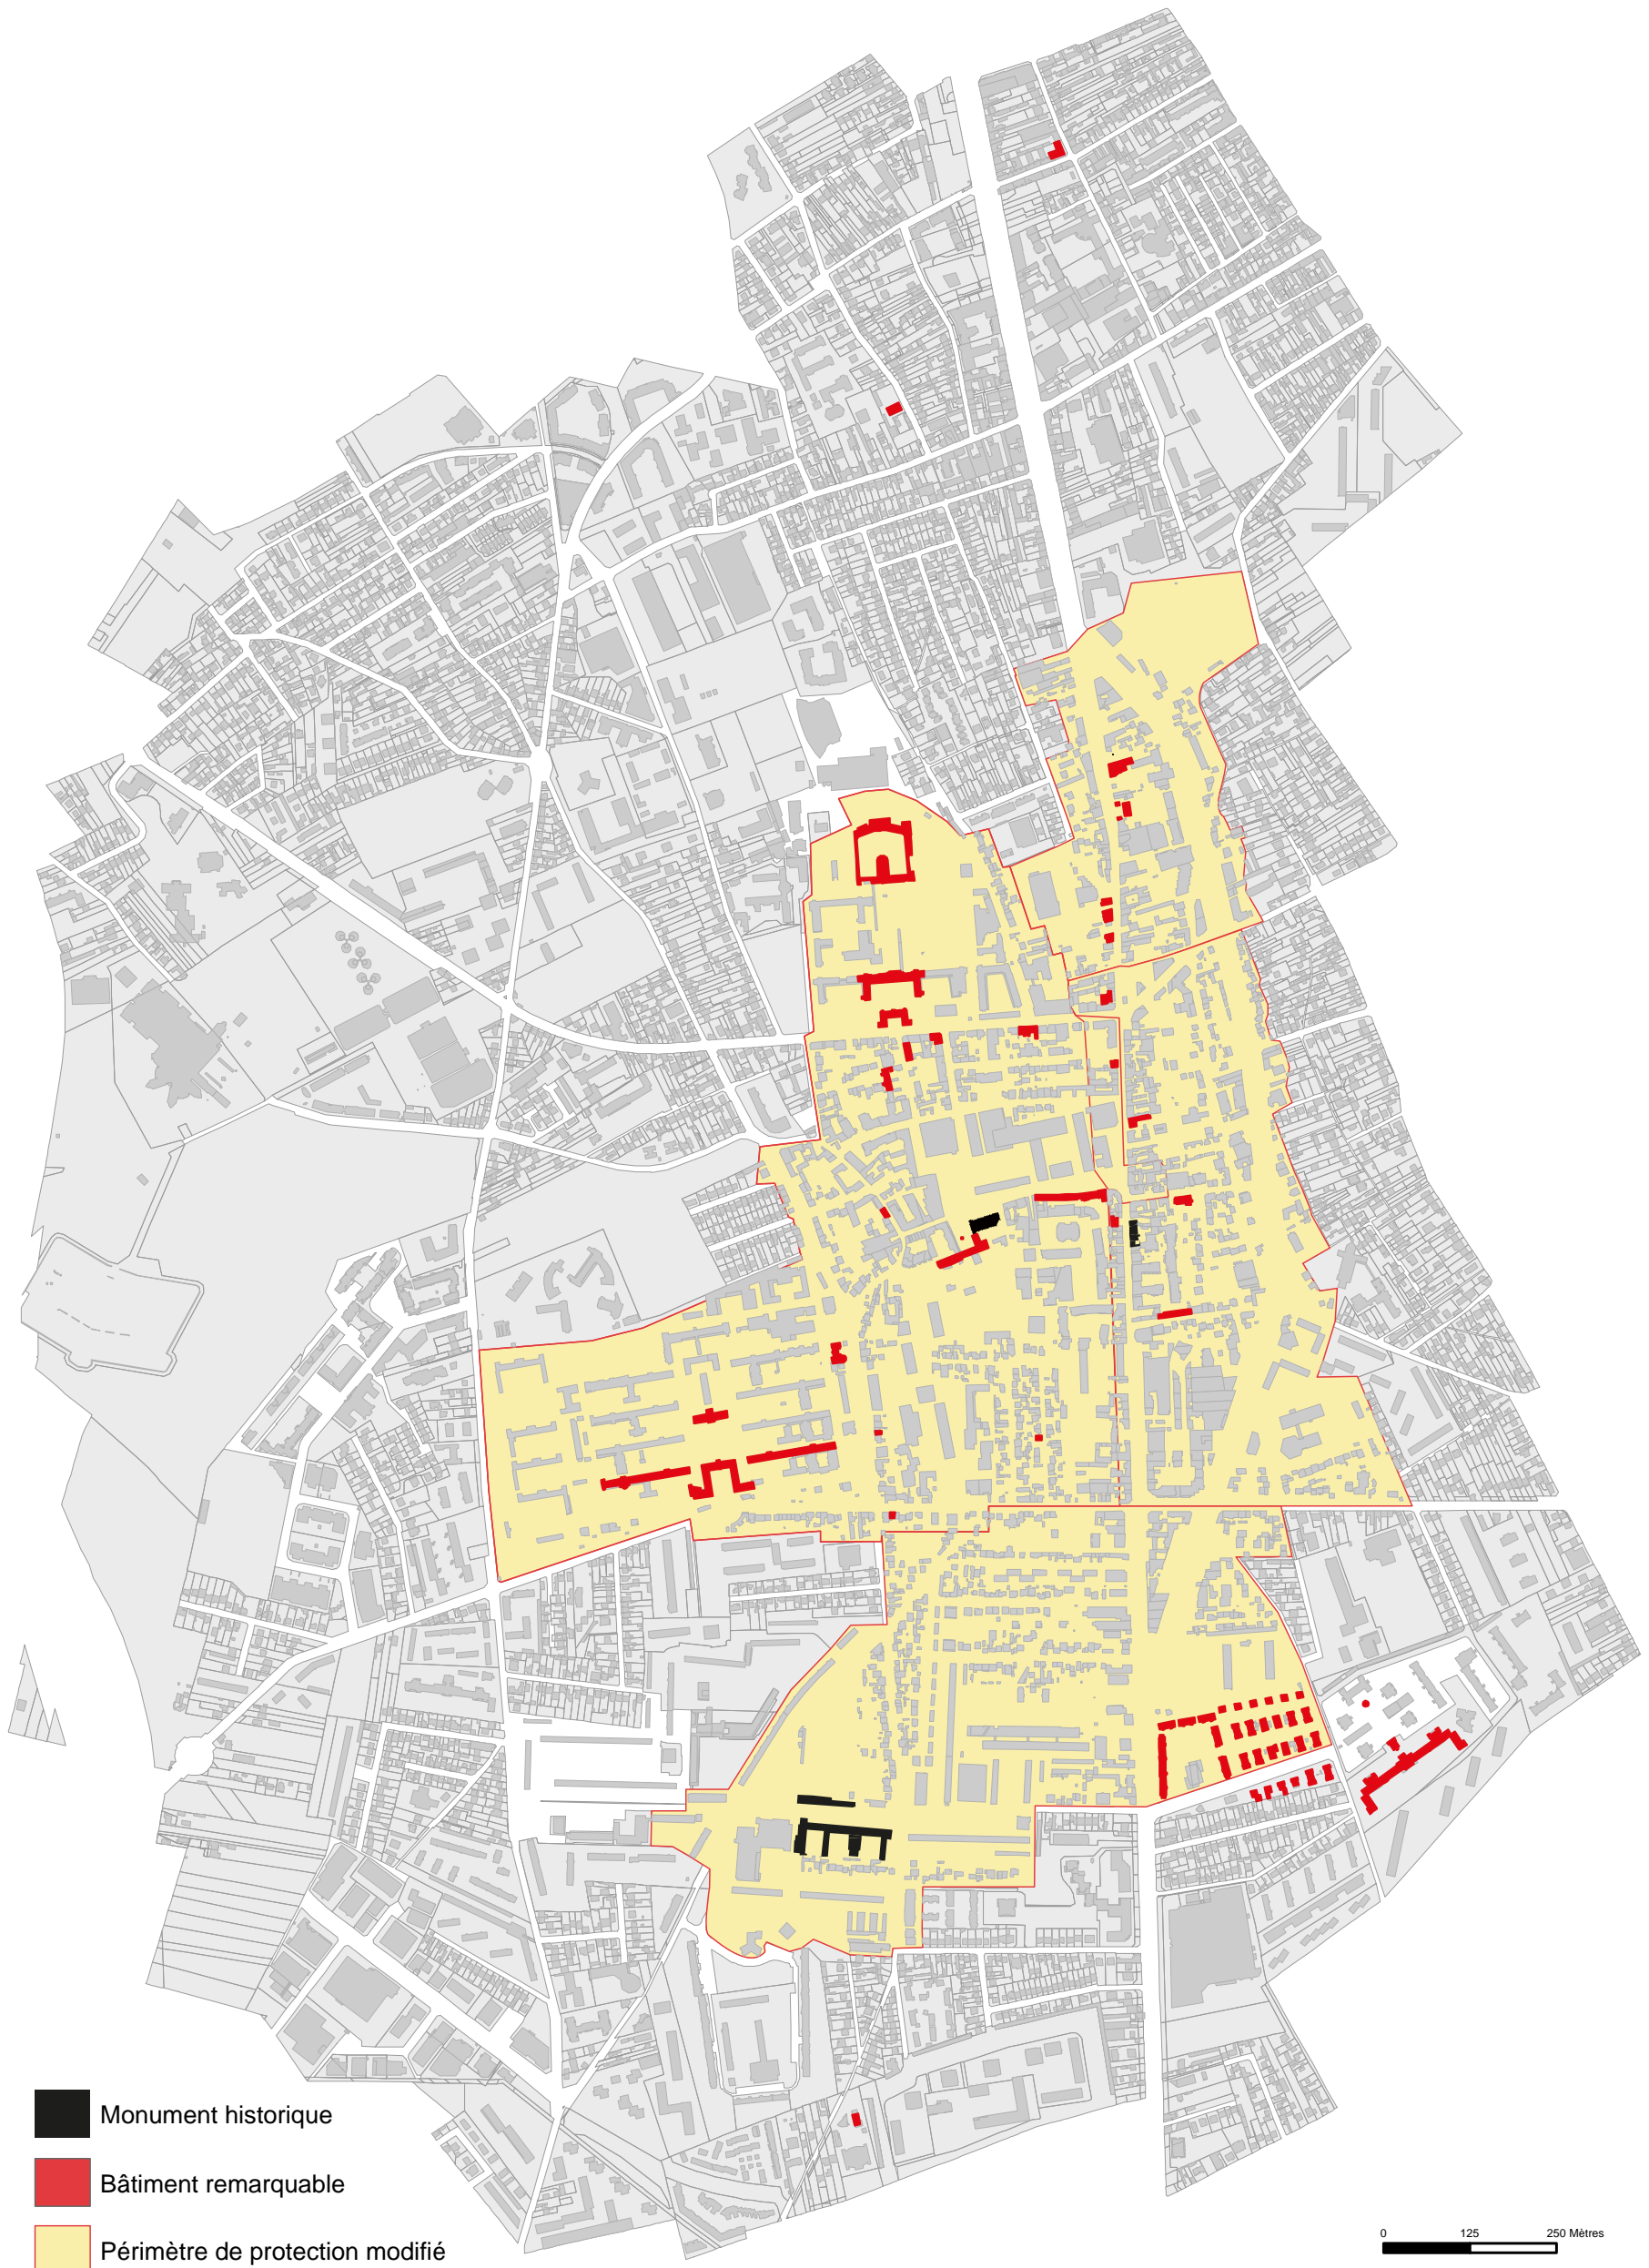 Monument historique
Bâtiment remarquable
Périmètre de protection modifié
0 125 250 Mètres